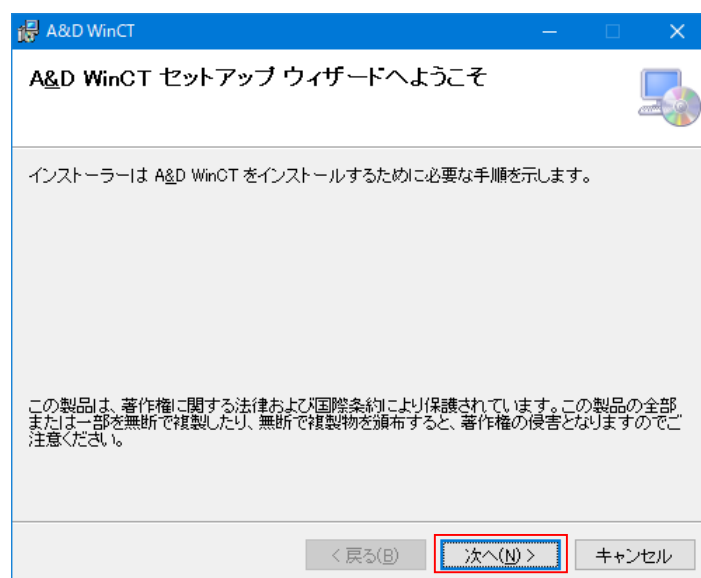 A&D WinCT
A&D WinCT セットアップ ウィザードへようこそ
インストーラーは A&D WinCT をインストールするために必要な手順を示します。
この製品は、著作権に関する法律および国際条約により保護されています。この製品の全部
または一部を無断で複製したり、無断で複製物を頒布すると、著作権の侵害となりますのでご
注意ください。
< 戻る(B)
次へ(N) >
キャンセル